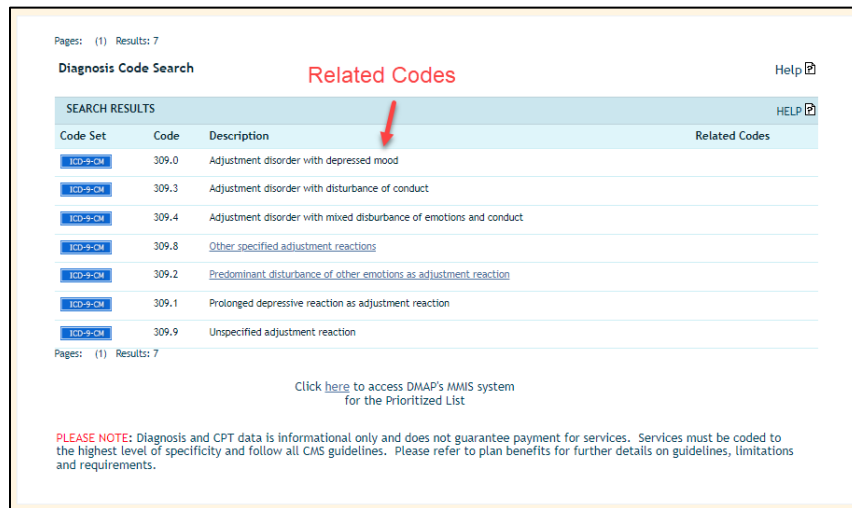 Pages: (1) Results: 7
Diagnosis Code Search
Related Codes
Help
SEARCH RESULTS
HELP
Code Set Code Description Related Codes
ICD-9-CM 309.0 Adjustment disorder with depressed mood
ICD-9-CM 309.3 Adjustment disorder with disturbance of conduct
ICD-9-CM 309.4 Adjustment disorder with mixed disburbance of emotions and conduct
ICD-9-CM 309.8 Other specified adjustment reactions
ICD-9-CM 309.2 Predominant disturbance of other emotions as adjustment reaction
ICD-9-CM 309.1 Prolonged depressive reaction as adjustment reaction
ICD-9-CM 309.9 Unspecified adjustment reaction
Pages: (1) Results: 7
Click here to access DMAP's MMIS system
for the Prioritized List
PLEASE NOTE: Diagnosis and CPT data is informational only and does not guarantee payment for services. Services must be coded to
the highest level of specificity and follow all CMS guidelines. Please refer to plan benefits for further details on guidelines, limitations
and requirements.